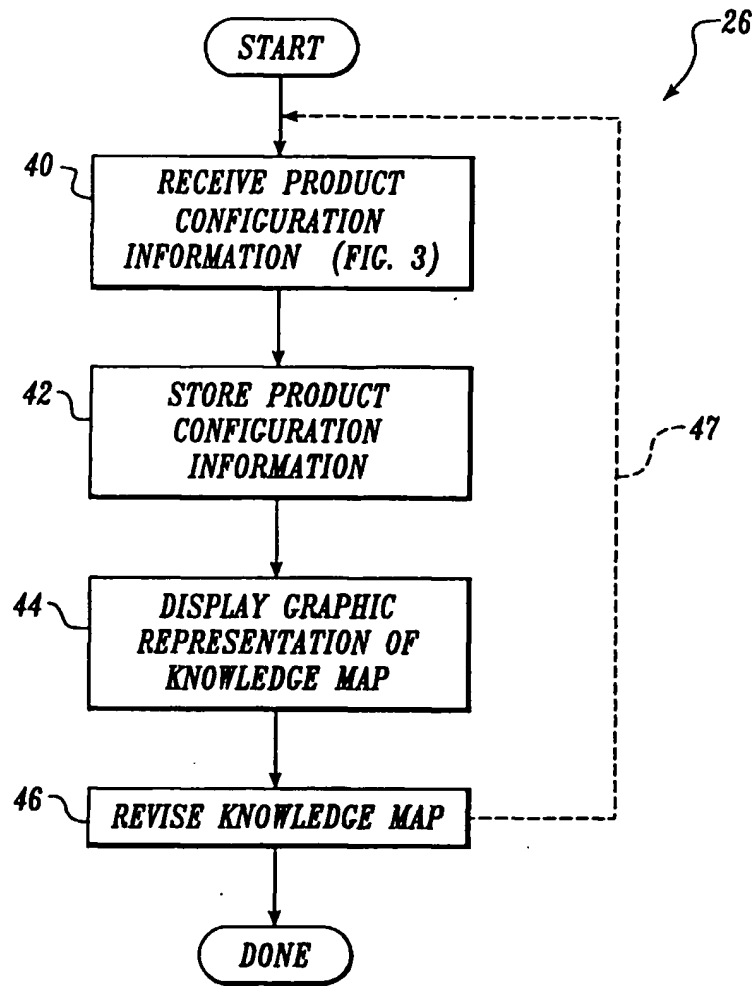 26
START
40
RECEIVE PRODUCT
CONFIGURATION
INFORMATION (FIG. 3)
42
STORE PRODUCT
CONFIGURATION
INFORMATION
47
44
DISPLAY GRAPHIC
REPRESENTATION OF
KNOWLEDGE MAP
46
REVISE KNOWLEDGE MAP
DONE